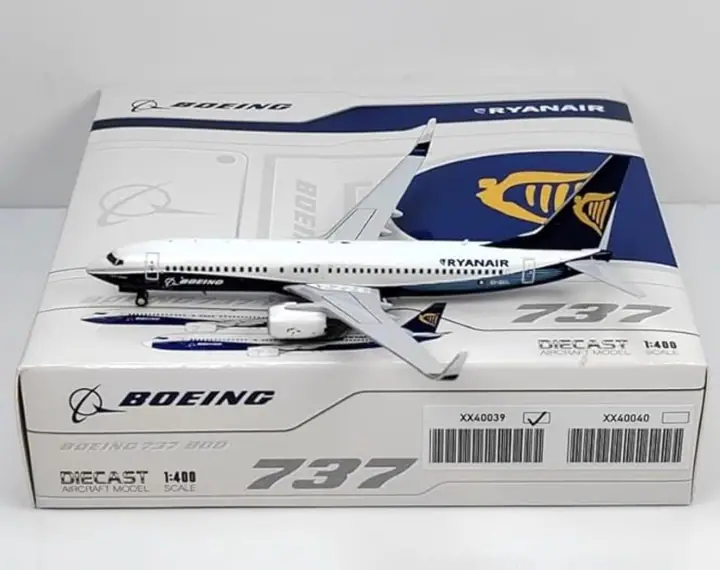 BOEING
RYANAIR
BOEING
RYANAIR
BOEING
737
DIECAST 1:400
AIRCRAFT MODEL SCALE
BOEING
XX40039 XX40040
BOEING 737 800
DIECAST 1:400
AIRCRAFT MODEL SCALE
737